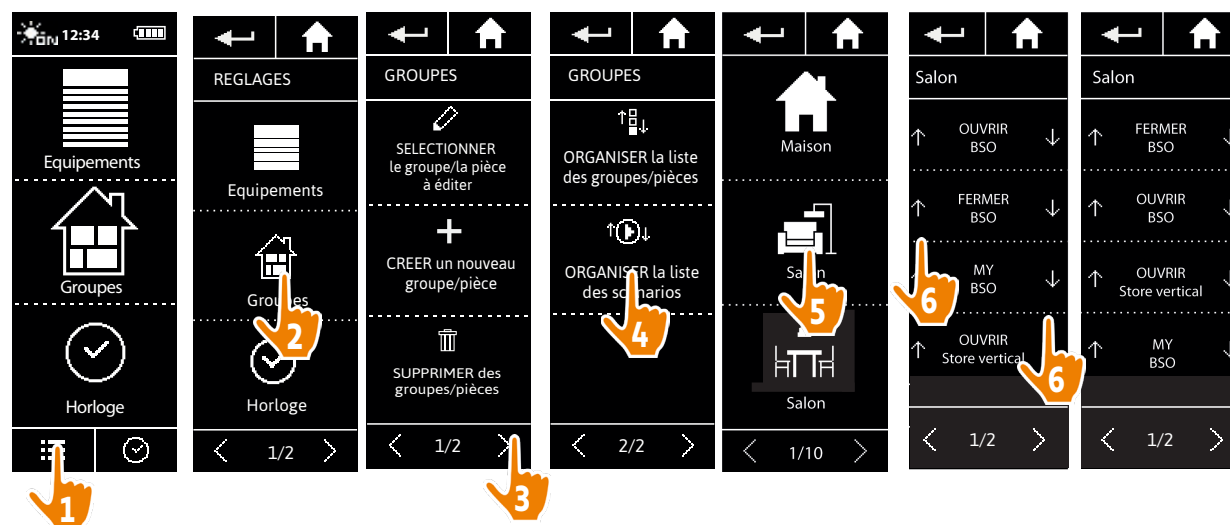 ON 12:34
Equipements
Groupes
Horloge
1
REGLAGES
Equipements
Groupes
2
Horloge
1/2
GROUPES
SELECTIONNER
le groupe/la pièce
à éditer
CREER un nouveau
groupe/pièce
SUPPRIMER des
groupes/pièces
1/2
3
GROUPES
ORGANISER la liste
des groupes/pièces
ORGANISER la liste
des scénarios
4
2/2
Maison
Salon
5
Salon
1/10
Salon
OUVRIR
BSO
FERMER
BSO
6
MY
BSO
OUVRIR
Store vertical
6
1/2
Salon
FERMER
BSO
OUVRIR
BSO
OUVRIR
Store vertical
MY
BSO
1/2